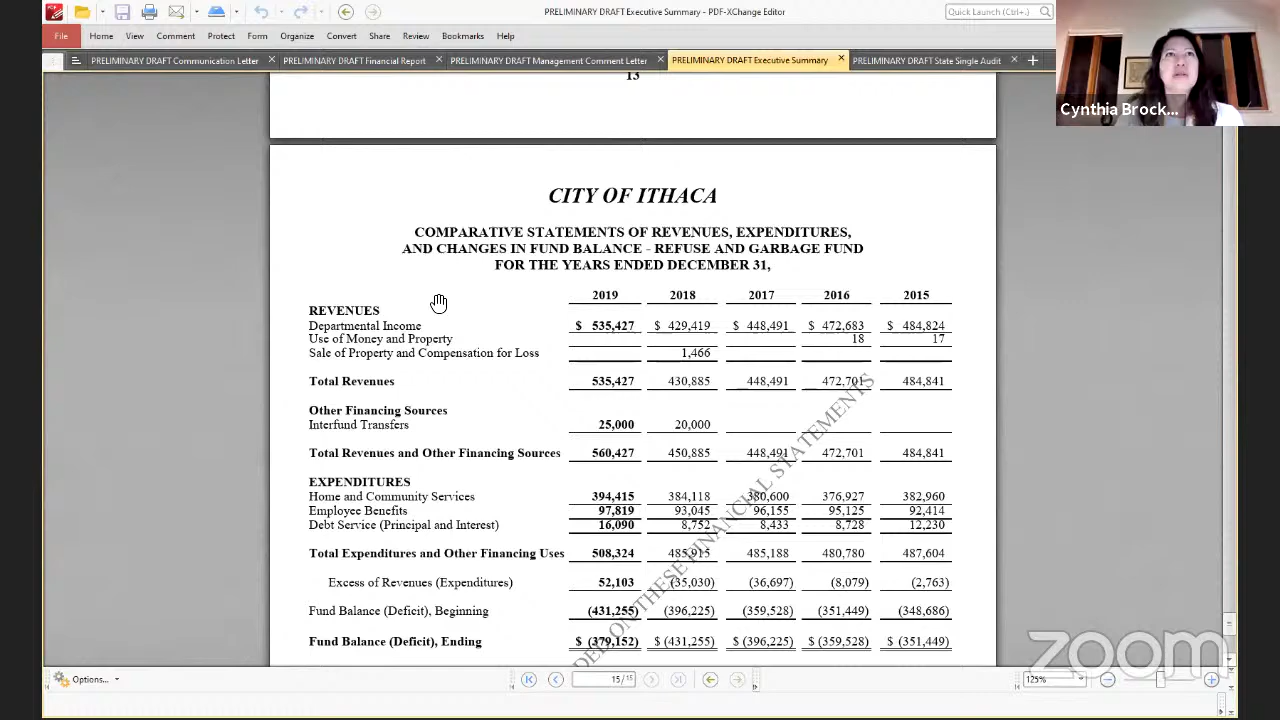 PRELIMINARY DRAFT Executive Summary - PDF-XChange Editor
Quick Launch (Ctrl+.)
File Home View Comment Protect Form Organize Convert Share Review Bookmarks Help
PRELIMINARY DRAFT Communication Letter PRELIMINARY DRAFT Financial Report PRELIMINARY DRAFT Management Comment Letter PRELIMINARY DRAFT Executive Summary PRELIMINARY DRAFT State Single Audit
Cynthia Brock...
13
CITY OF ITHACA
COMPARATIVE STATEMENTS OF REVENUES, EXPENDITURES,
AND CHANGES IN FUND BALANCE - REFUSE AND GARBAGE FUND
FOR THE YEARS ENDED DECEMBER 31,
2019 2018 2017 2016 2015
REVENUES
Departmental Income $ 535,427 $ 429,419 $ 448,491 $ 472,683 $ 484,824
Use of Money and Property 18 17
Sale of Property and Compensation for Loss 1,466
Total Revenues 535,427 430,885 448,491 472,701 484,841
Other Financing Sources
Interfund Transfers 25,000 20,000
Total Revenues and Other Financing Sources 560,427 450,885 448,491 472,701 484,841
EXPENDITURES
Home and Community Services 394,415 384,118 380,600 376,927 382,960
Employee Benefits 97,819 93,045 96,155 95,125 92,414
Debt Service (Principal and Interest) 16,090 8,752 8,433 8,728 12,230
Total Expenditures and Other Financing Uses 508,324 485,915 485,188 480,780 487,604
Excess of Revenues (Expenditures) 52,103 (35,030) (36,697) (8,079) (2,763)
Fund Balance (Deficit), Beginning (431,255) (396,225) (359,528) (351,449) (348,686)
Fund Balance (Deficit), Ending $ (379,152) $ (431,255) $ (396,225) $ (359,528) $ (351,449)
DED ON THESE FINANCIAL STATEMENTS
zoom
Options... 15 / 15 125%